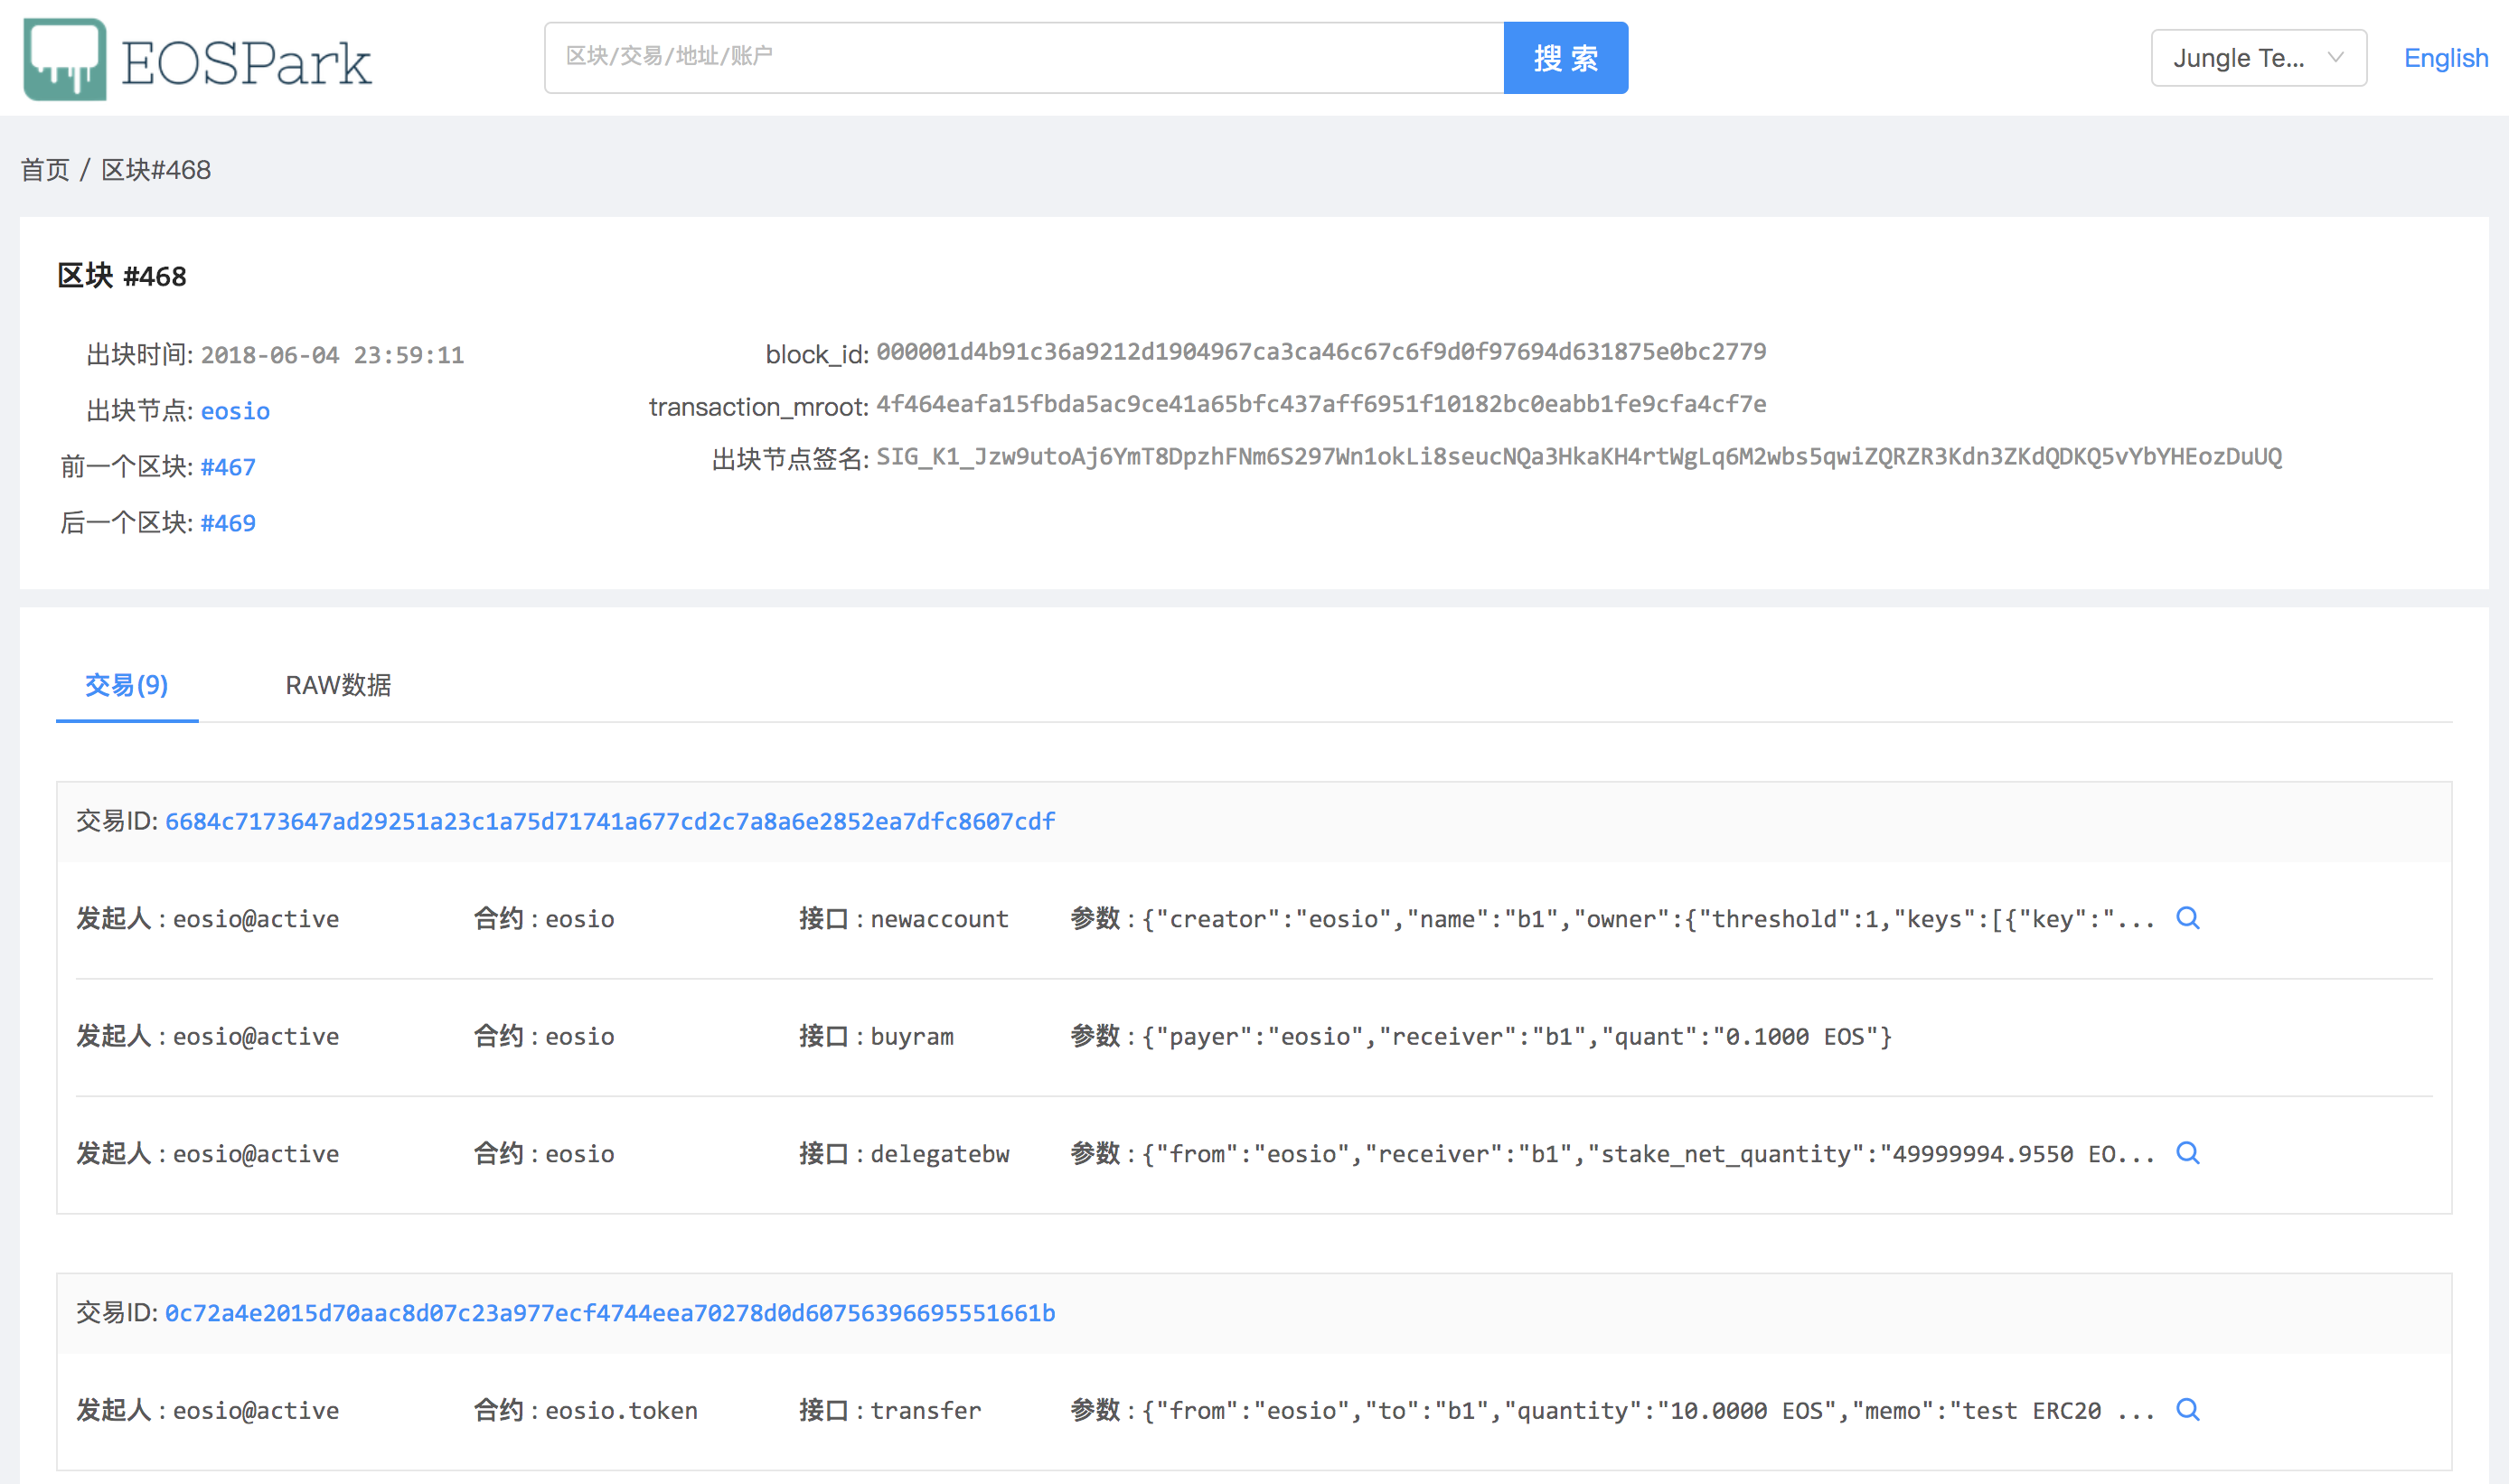 EOSPark 区块/交易/地址/账户 搜 索 Jungle Te... English
首页 / 区块#468
区块 #468
出块时间: 2018-06-04 23:59:11
出块节点: eosio
前一个区块: #467
后一个区块: #469
block_id: 000001d4b91c36a9212d1904967ca3ca46c67c6f9d0f97694d631875e0bc2779
transaction_mroot: 4f464eafa15fbda5ac9ce41a65bfc437aff6951f10182bc0eabb1fe9cfa4cf7e
出块节点签名: SIG_K1_Jzw9utoAj6YmT8DpzhFNm6S297Wn1okLi8seucNQa3HkaKH4rtWgLq6M2wbs5qwiZQRZR3Kdn3ZKdQDKQ5vYbYHEozDuUQ
交易(9) RAW数据
交易ID: 6684c7173647ad29251a23c1a75d71741a677cd2c7a8a6e2852ea7dfc8607cdf
发起人 : eosio@active 合约 : eosio 接口 : newaccount 参数 : {"creator":"eosio","name":"b1","owner":{"threshold":1,"keys":[{"key":"...
发起人 : eosio@active 合约 : eosio 接口 : buyram 参数 : {"payer":"eosio","receiver":"b1","quant":"0.1000 EOS"}
发起人 : eosio@active 合约 : eosio 接口 : delegatebw 参数 : {"from":"eosio","receiver":"b1","stake_net_quantity":"49999994.9550 EO...
交易ID: 0c72a4e2015d70aac8d07c23a977ecf4744eea70278d0d60756396695551661b
发起人 : eosio@active 合约 : eosio.token 接口 : transfer 参数 : {"from":"eosio","to":"b1","quantity":"10.0000 EOS","memo":"test ERC20 ...